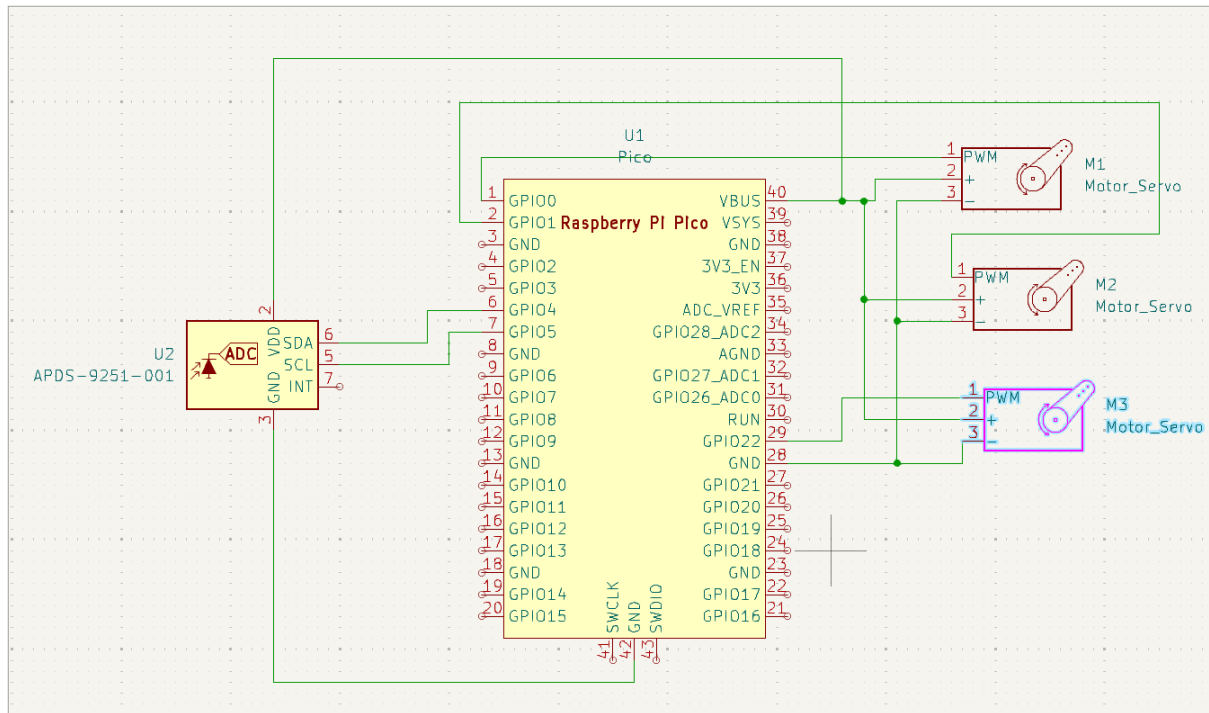 U1
Pico
1 GPIO0
2 GPIO1
3 GND
4 GPIO2
5 GPIO3
6 GPIO4
7 GPIO5
8 GND
9 GPIO6
10 GPIO7
11 GPIO8
12 GPIO9
13 GND
14 GPIO10
15 GPIO11
16 GPIO12
17 GPIO13
18 GND
19 GPIO14
20 GPIO15
Raspberry Pi Pico
VBUS 40
VSYS 39
GND 38
3V3_EN 37
3V3 36
ADC_VREF 35
GPIO28_ADC2 34
AGND 33
GPIO27_ADC1 32
GPIO26_ADC0 31
RUN 30
GPIO22 29
GND 28
GPIO21 27
GPIO20 26
GPIO19 25
GPIO18 24
GND 23
GPIO17 22
GPIO16 21
SWCLK 41
GND 42
SWDIO 43
U2
APDS-9251-001
2 VDD
ADC
SDA 6
SCL 5
INT 7
GND 3
1 PWM
2 +
3 -
M1
Motor_Servo
1 PWM
2 +
3 -
M2
Motor_Servo
1 PWM
2 +
3 -
M3
Motor_Servo